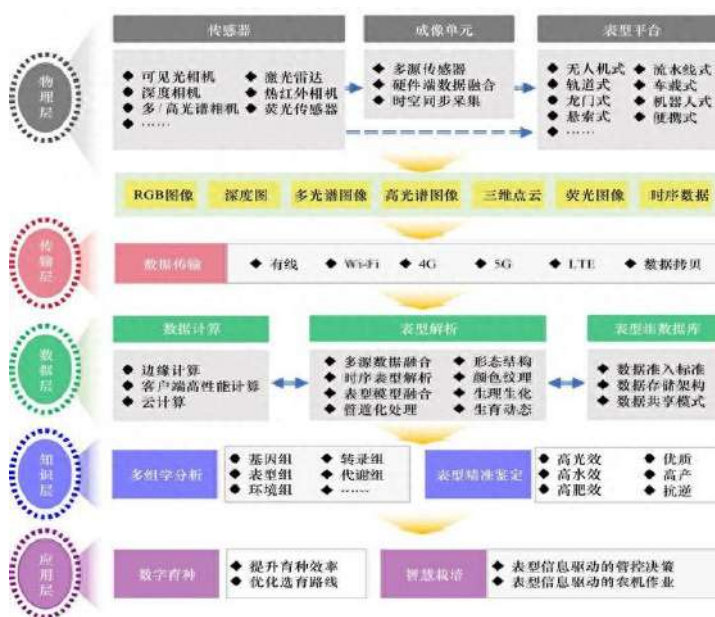 物理层
传感器
可见光相机 激光雷达
深度相机 热红外相机
多/高光谱相机 荧光传感器
……
成像单元
多源传感器
硬件端数据融合
时空同步采集
表型平台
无人机式 流水线式
轨道式 车载式
龙门式 机器人式
悬索式 便携式
……
RGB图像 深度图 多光谱图像 高光谱图像 三维点云 荧光图像 时序数据
传输层
数据传输 有线 Wi-Fi 4G 5G LTE 数据拷贝
数据层
数据计算
边缘计算
客户端高性能计算
云计算
表型解析
多源数据融合 形态结构
时序表型解析 颜色纹理
表型模型融合 生理生化
管道化处理 生育动态
表型组数据库
数据准入标准
数据存储架构
数据共享模式
知识层
多组学分析
基因组 转录组
表型组 代谢组
环境组 ……
表型精准鉴定
高光效 优质
高水效 高产
高肥效 抗逆
应用层
数字育种
提升育种效率
优化选育路线
智慧栽培
表型信息驱动的管控决策
表型信息驱动的农机作业